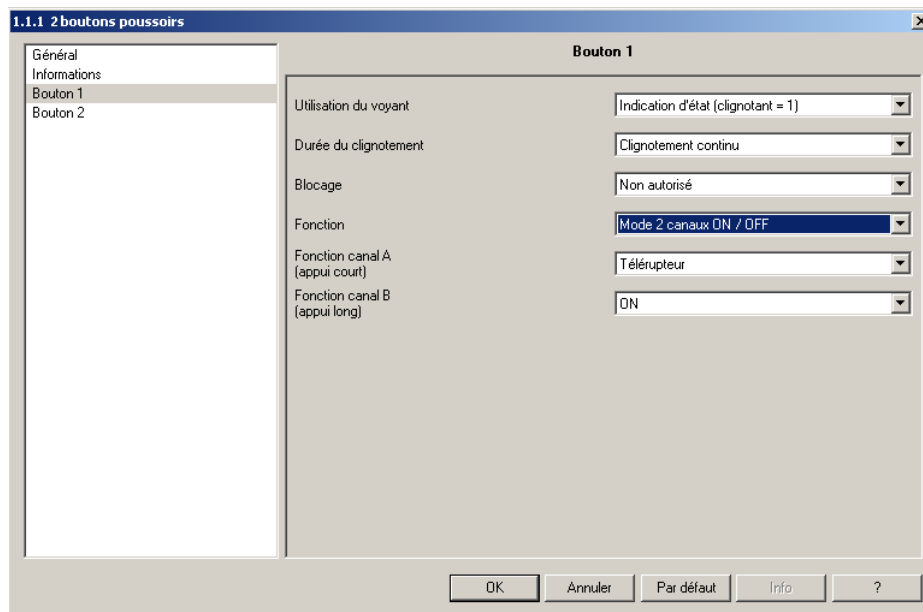 1.1.1 2 boutons poussoirs
Général
Informations
Bouton 1
Bouton 2
Bouton 1
Utilisation du voyant
Indication d'état (clignotant = 1)
Durée du clignotement
Clignotement continu
Blocage
Non autorisé
Fonction
Mode 2 canaux ON / OFF
Fonction canal A
(appui court)
Télérupteur
Fonction canal B
(appui long)
ON
OK
Annuler
Par défaut
Info
?